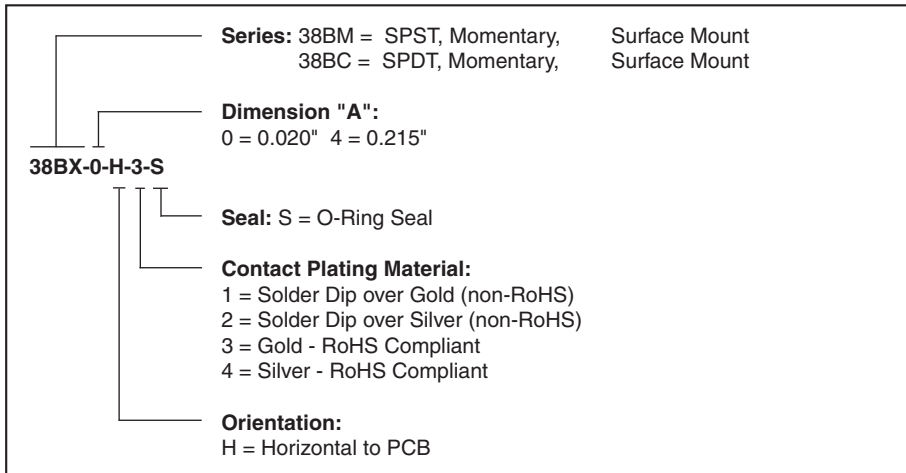 Series: 38BM = SPST, Momentary, Surface Mount
38BC = SPDT, Momentary, Surface Mount
Dimension "A":
0 = 0.020" 4 = 0.215"
38BX-0-H-3-S
Seal: S = O-Ring Seal
Contact Plating Material:
1 = Solder Dip over Gold (non-RoHS)
2 = Solder Dip over Silver (non-RoHS)
3 = Gold - RoHS Compliant
4 = Silver - RoHS Compliant
Orientation:
H = Horizontal to PCB